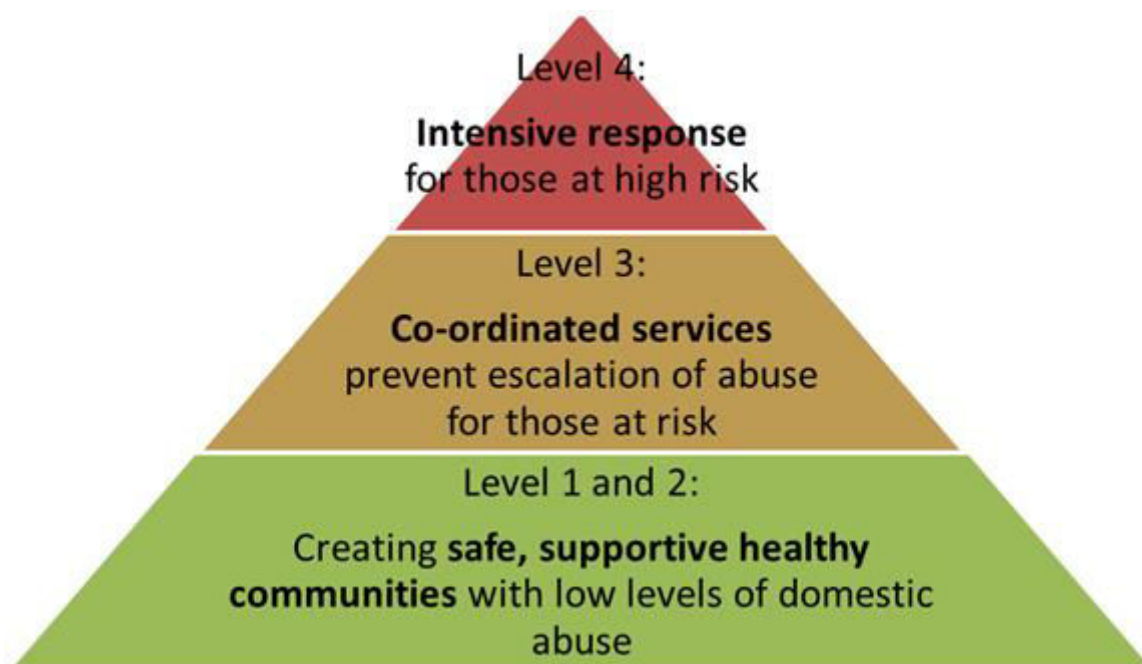 Level 4:
Intensive response
for those at high risk
Level 3:
Co-ordinated services
prevent escalation of abuse
for those at risk
Level 1 and 2:
Creating safe, supportive healthy
communities with low levels of domestic
abuse